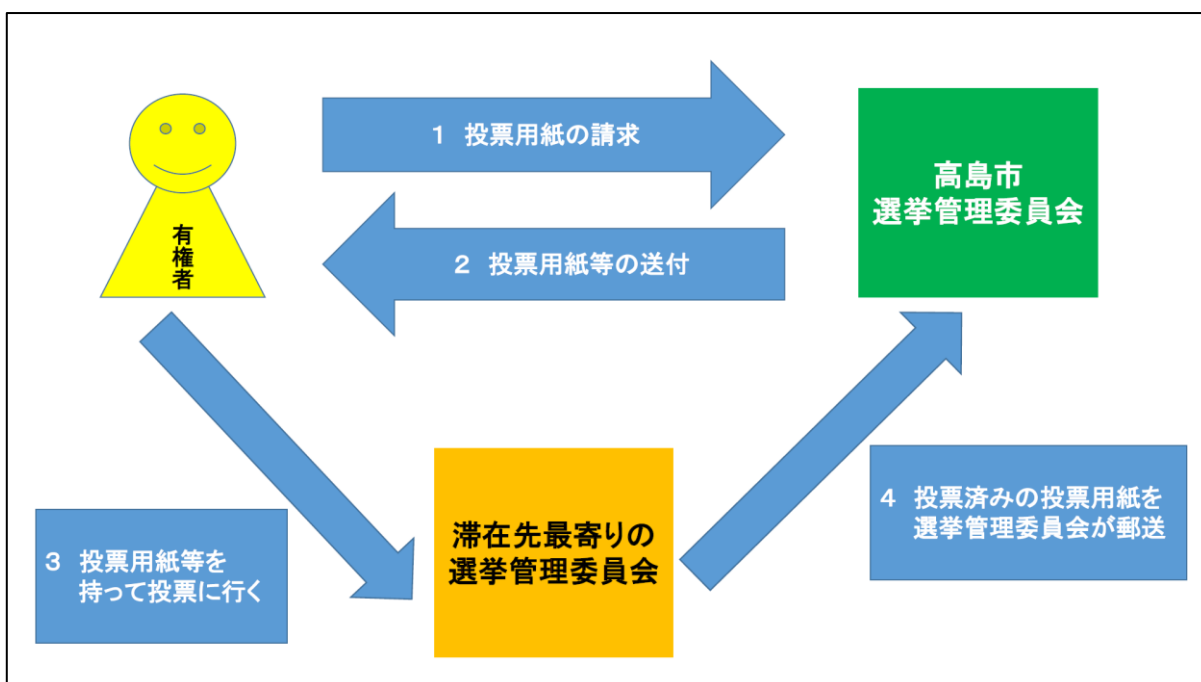 1 投票用紙の請求
高島市
選挙管理委員会
有権者
2 投票用紙等の送付
3 投票用紙等を
持って投票に行く
滞在先最寄りの
選挙管理委員会
4 投票済みの投票用紙を
選挙管理委員会が郵送